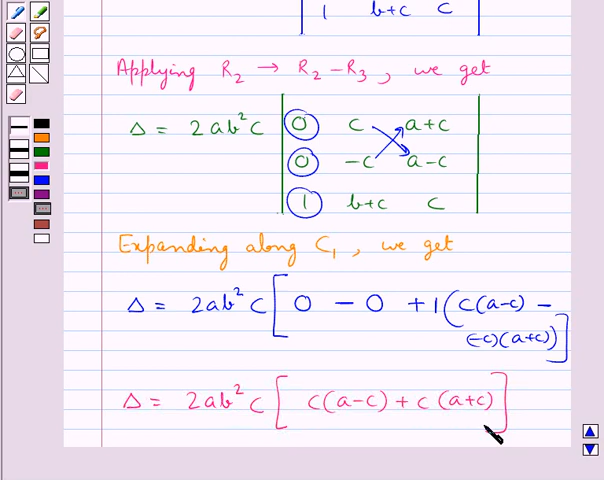 1 b+c c
Applying R₂ → R₂ – R₃, we get
0 c a+c
Δ = 2ab²c 0 -c a-c
1 b+c c
Expanding along C₁, we get
Δ = 2ab²c [ 0 - 0 + 1 (c(a-c) -
(-c)(a+c)) ]
Δ = 2ab²c [ c(a-c) + c(a+c) ]